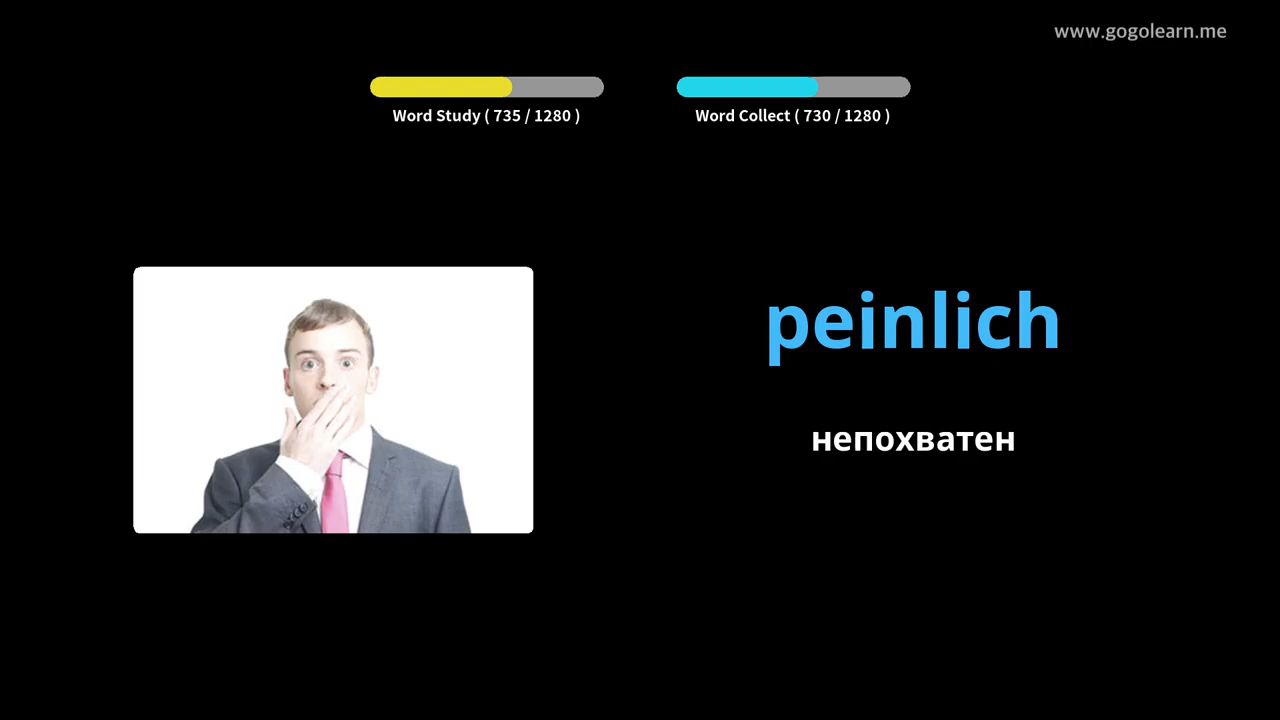 www.gogolearn.me
Word Study ( 735 / 1280 )
Word Collect ( 730 / 1280 )
peinlich
непохватен